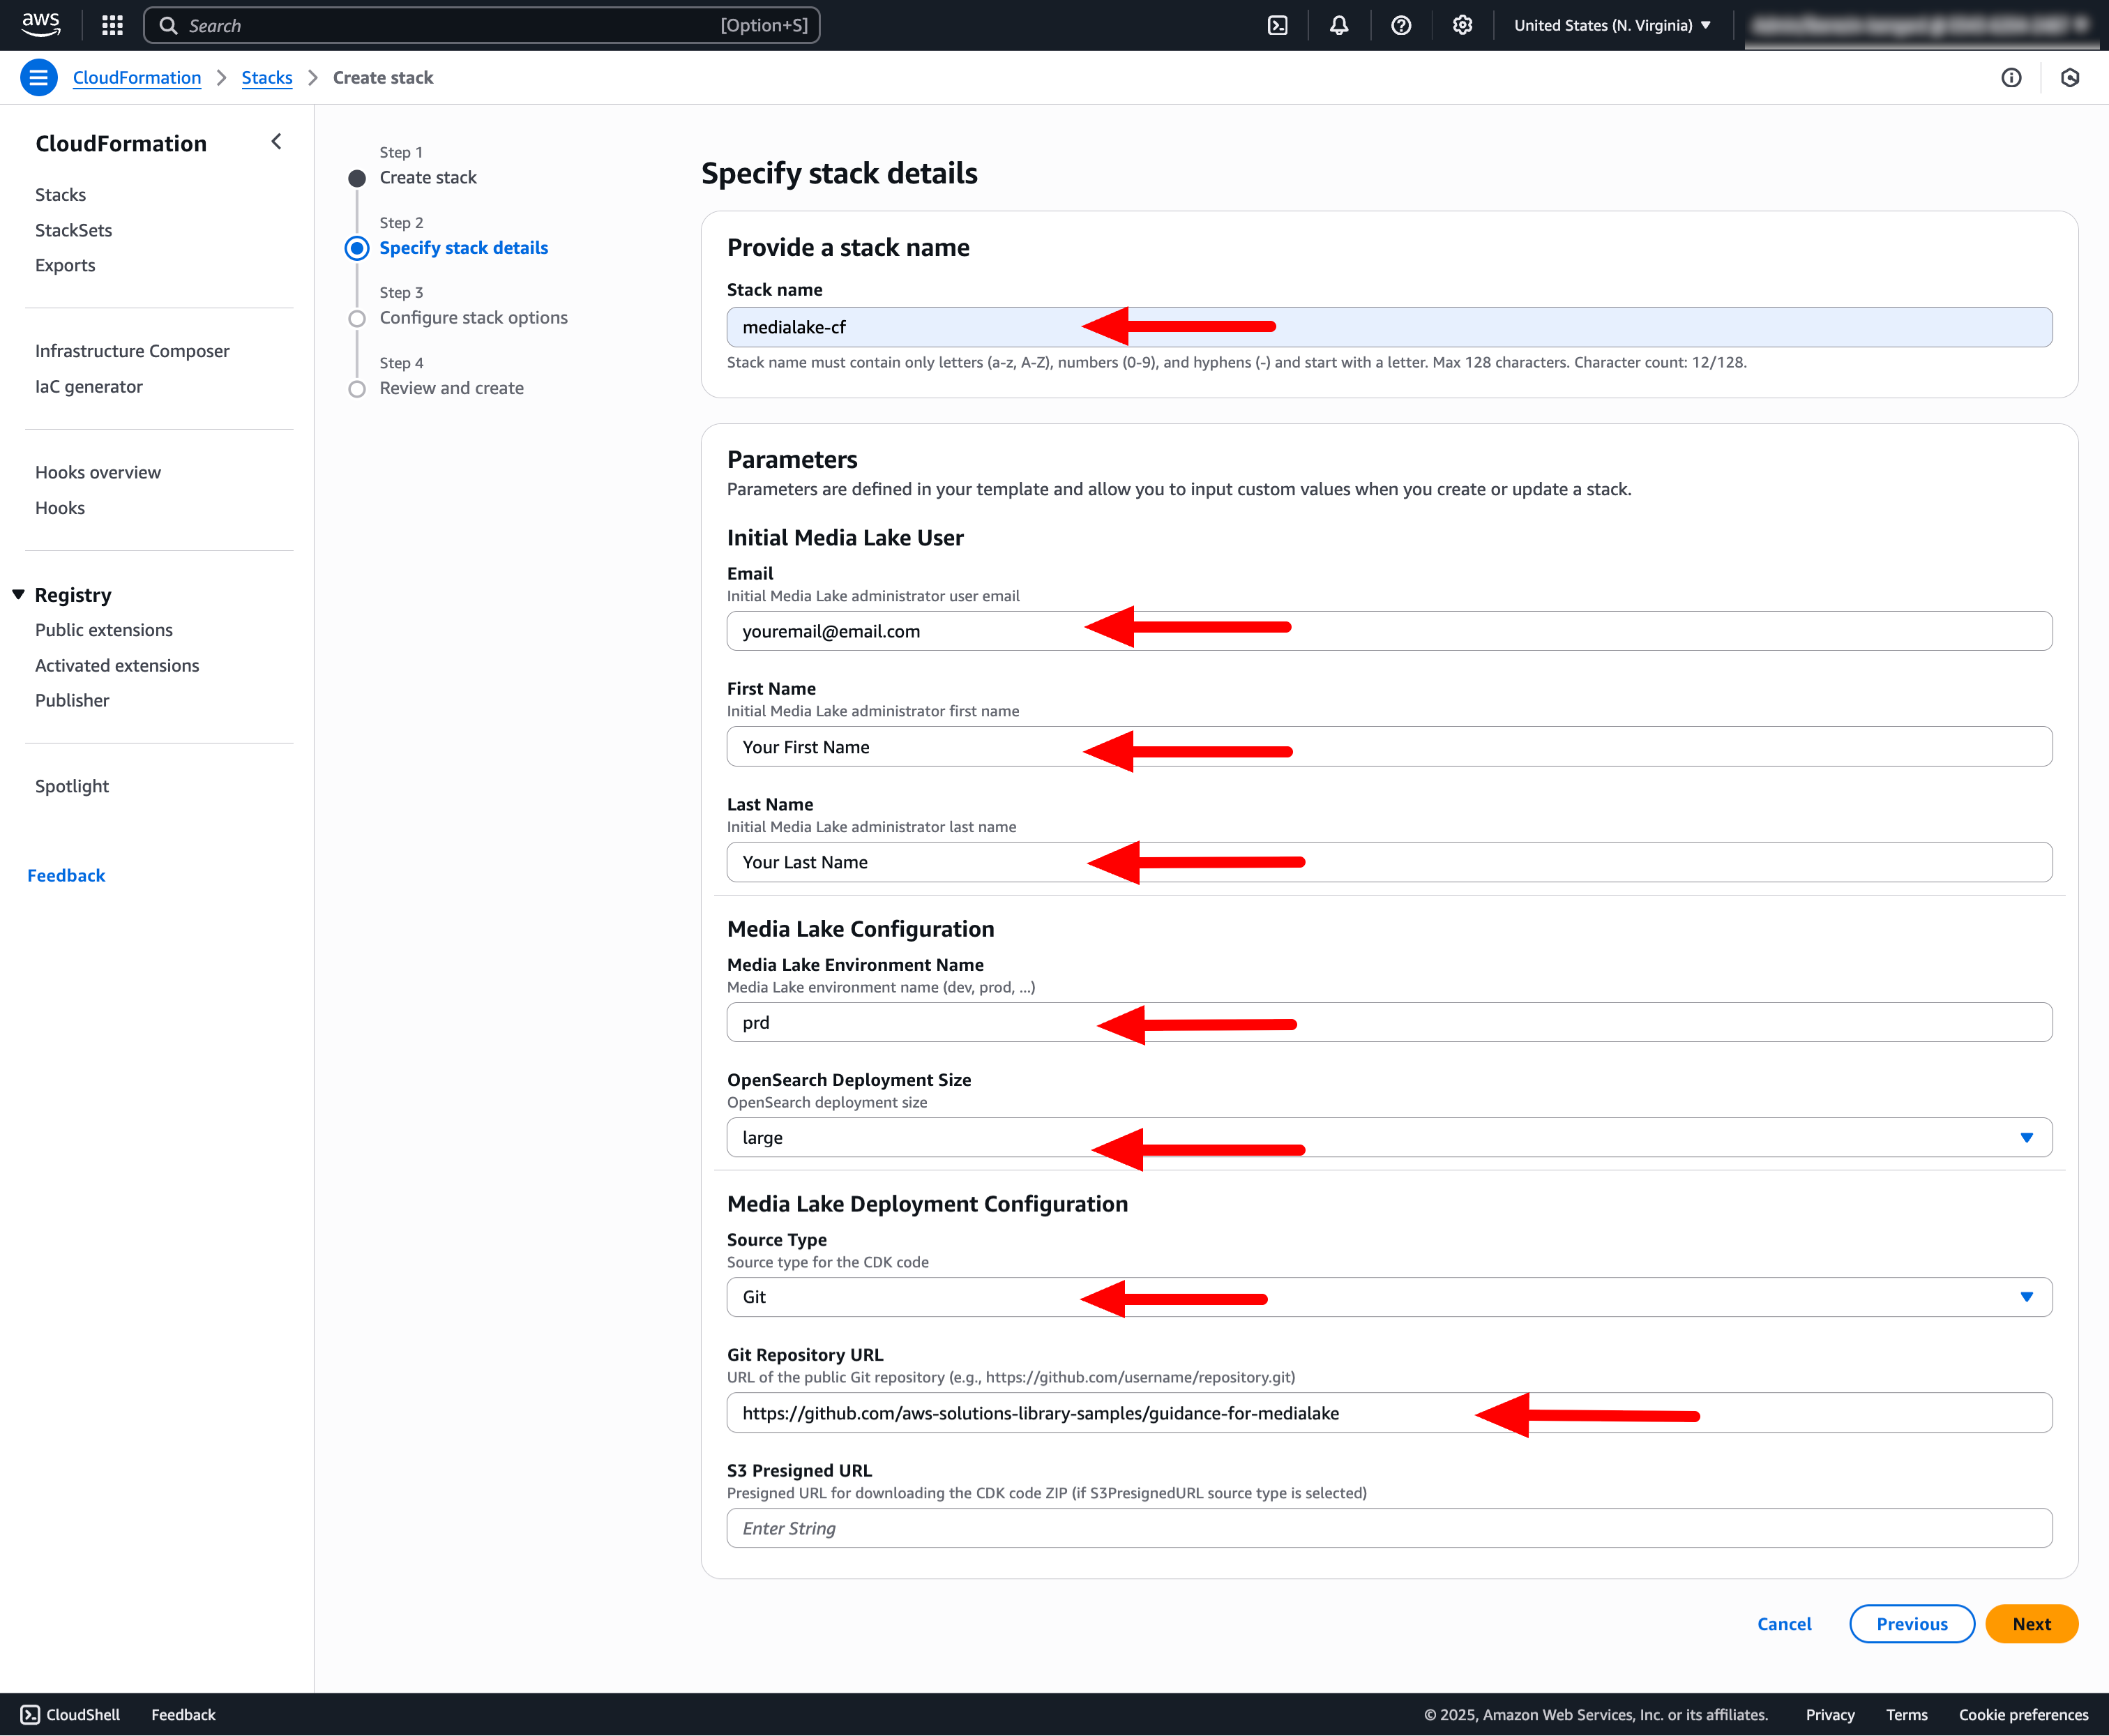 aws
Search [Option+S]
United States (N. Virginia)
CloudFormation > Stacks > Create stack
CloudFormation
Stacks
StackSets
Exports
Infrastructure Composer
IaC generator
Hooks overview
Hooks
Registry
Public extensions
Activated extensions
Publisher
Spotlight
Feedback
Step 1
Create stack
Step 2
Specify stack details
Step 3
Configure stack options
Step 4
Review and create
Specify stack details
Provide a stack name
Stack name
medialake-cf
Stack name must contain only letters (a-z, A-Z), numbers (0-9), and hyphens (-) and start with a letter. Max 128 characters. Character count: 12/128.
Parameters
Parameters are defined in your template and allow you to input custom values when you create or update a stack.
Initial Media Lake User
Email
Initial Media Lake administrator user email
youremail@email.com
First Name
Initial Media Lake administrator first name
Your First Name
Last Name
Initial Media Lake administrator last name
Your Last Name
Media Lake Configuration
Media Lake Environment Name
Media Lake environment name (dev, prod, ...)
prd
OpenSearch Deployment Size
OpenSearch deployment size
large
Media Lake Deployment Configuration
Source Type
Source type for the CDK code
Git
Git Repository URL
URL of the public Git repository (e.g., https://github.com/username/repository.git)
https://github.com/aws-solutions-library-samples/guidance-for-medialake
S3 Presigned URL
Presigned URL for downloading the CDK code ZIP (if S3PresignedURL source type is selected)
Enter String
Cancel Previous Next
CloudShell Feedback © 2025, Amazon Web Services, Inc. or its affiliates. Privacy Terms Cookie preferences